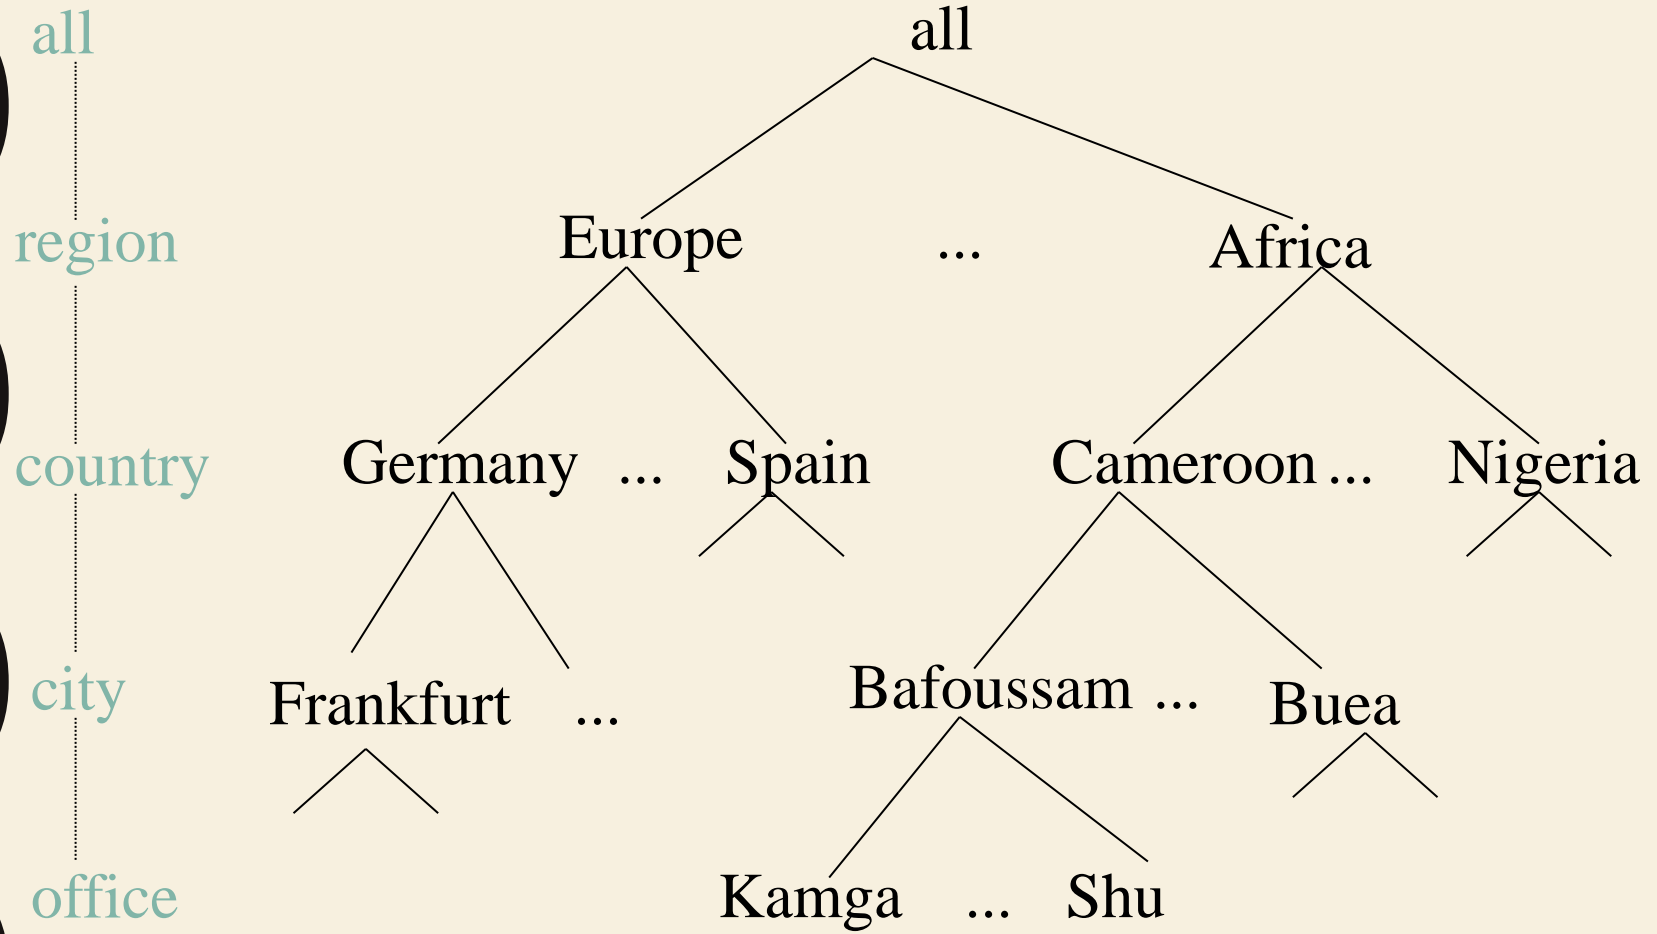 all all
region Europe ... Africa
country Germany ... Spain Cameroon ... Nigeria
city Frankfurt ... Bafoussam ... Buea
office Kamga ... Shu